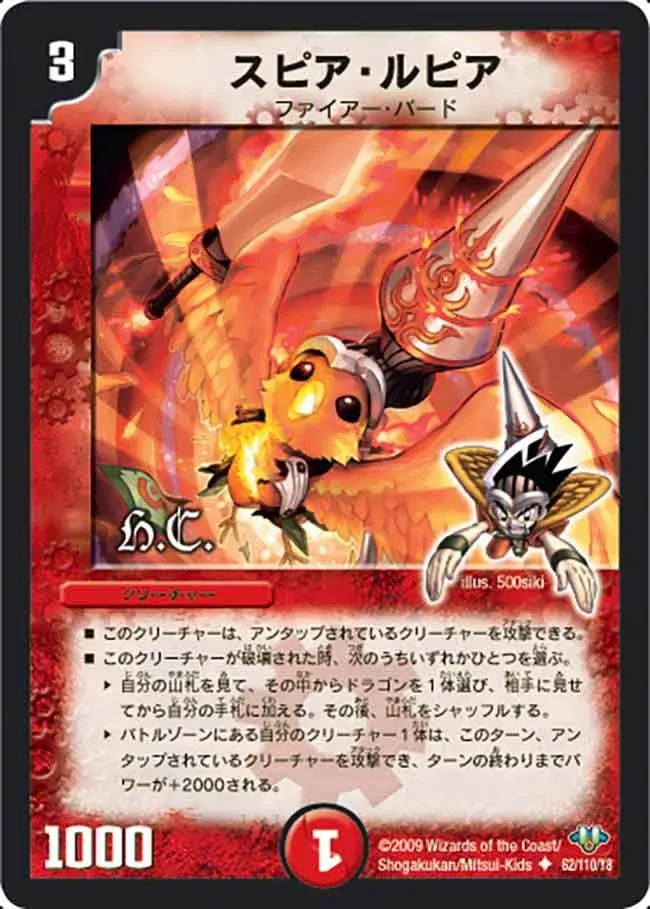 3
スピア・ルピア
ファイアー・バード
H.C.
illus. 500siki
クリーチャー
■ このクリーチャーは、アンタップされているクリーチャーを攻撃できる。
■ このクリーチャーが破壊された時、次のうちいずれかひとつを選ぶ。
▶ 自分の山札を見て、その中からドラゴンを1体選び、相手に見せ
てから自分の手札に加える。その後、山札をシャッフルする。
▶ バトルゾーンにある自分のクリーチャー1体は、このターン、アン
タップされているクリーチャーを攻撃でき、ターンの終わりまでパ
ワーが+2000される。
1000
1
©2009 Wizards of the Coast/
Shogakukan/Mitsui-Kids
62/110/Y8